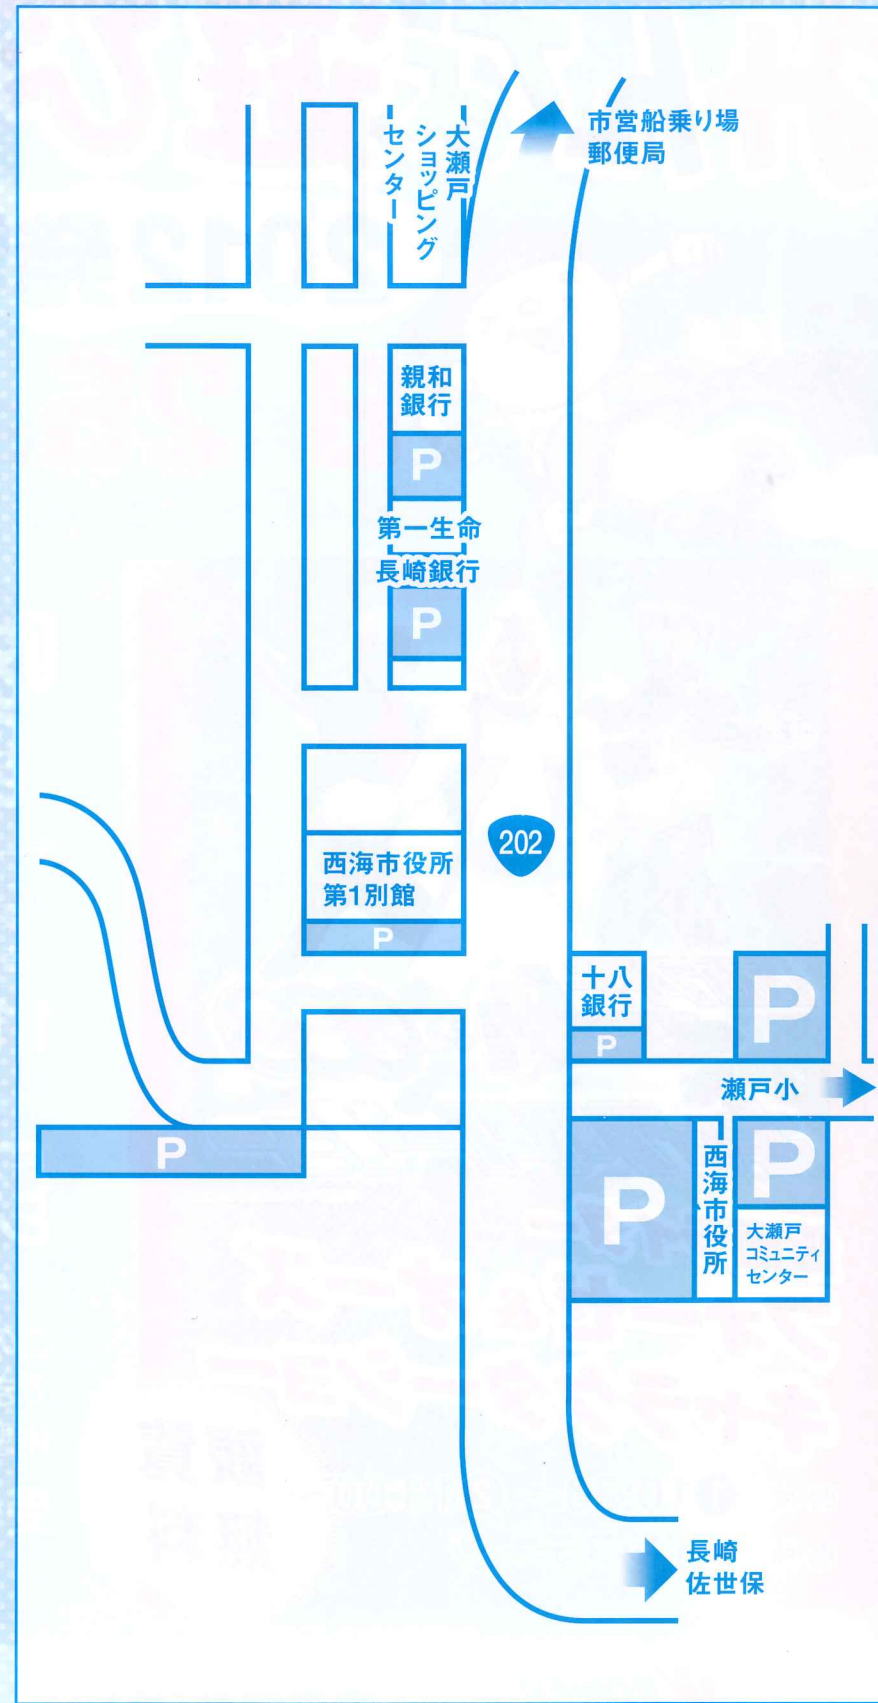 市営船乗り場
郵便局
大瀬戸
ショッピング
センター
親和
銀行
P
第一生命
長崎銀行
P
202
西海市役所
第1別館
P
十八
銀行
P
P
瀬戸小
P
P
西海市役所
P
大瀬戸
コミュニティ
センター
長崎
佐世保